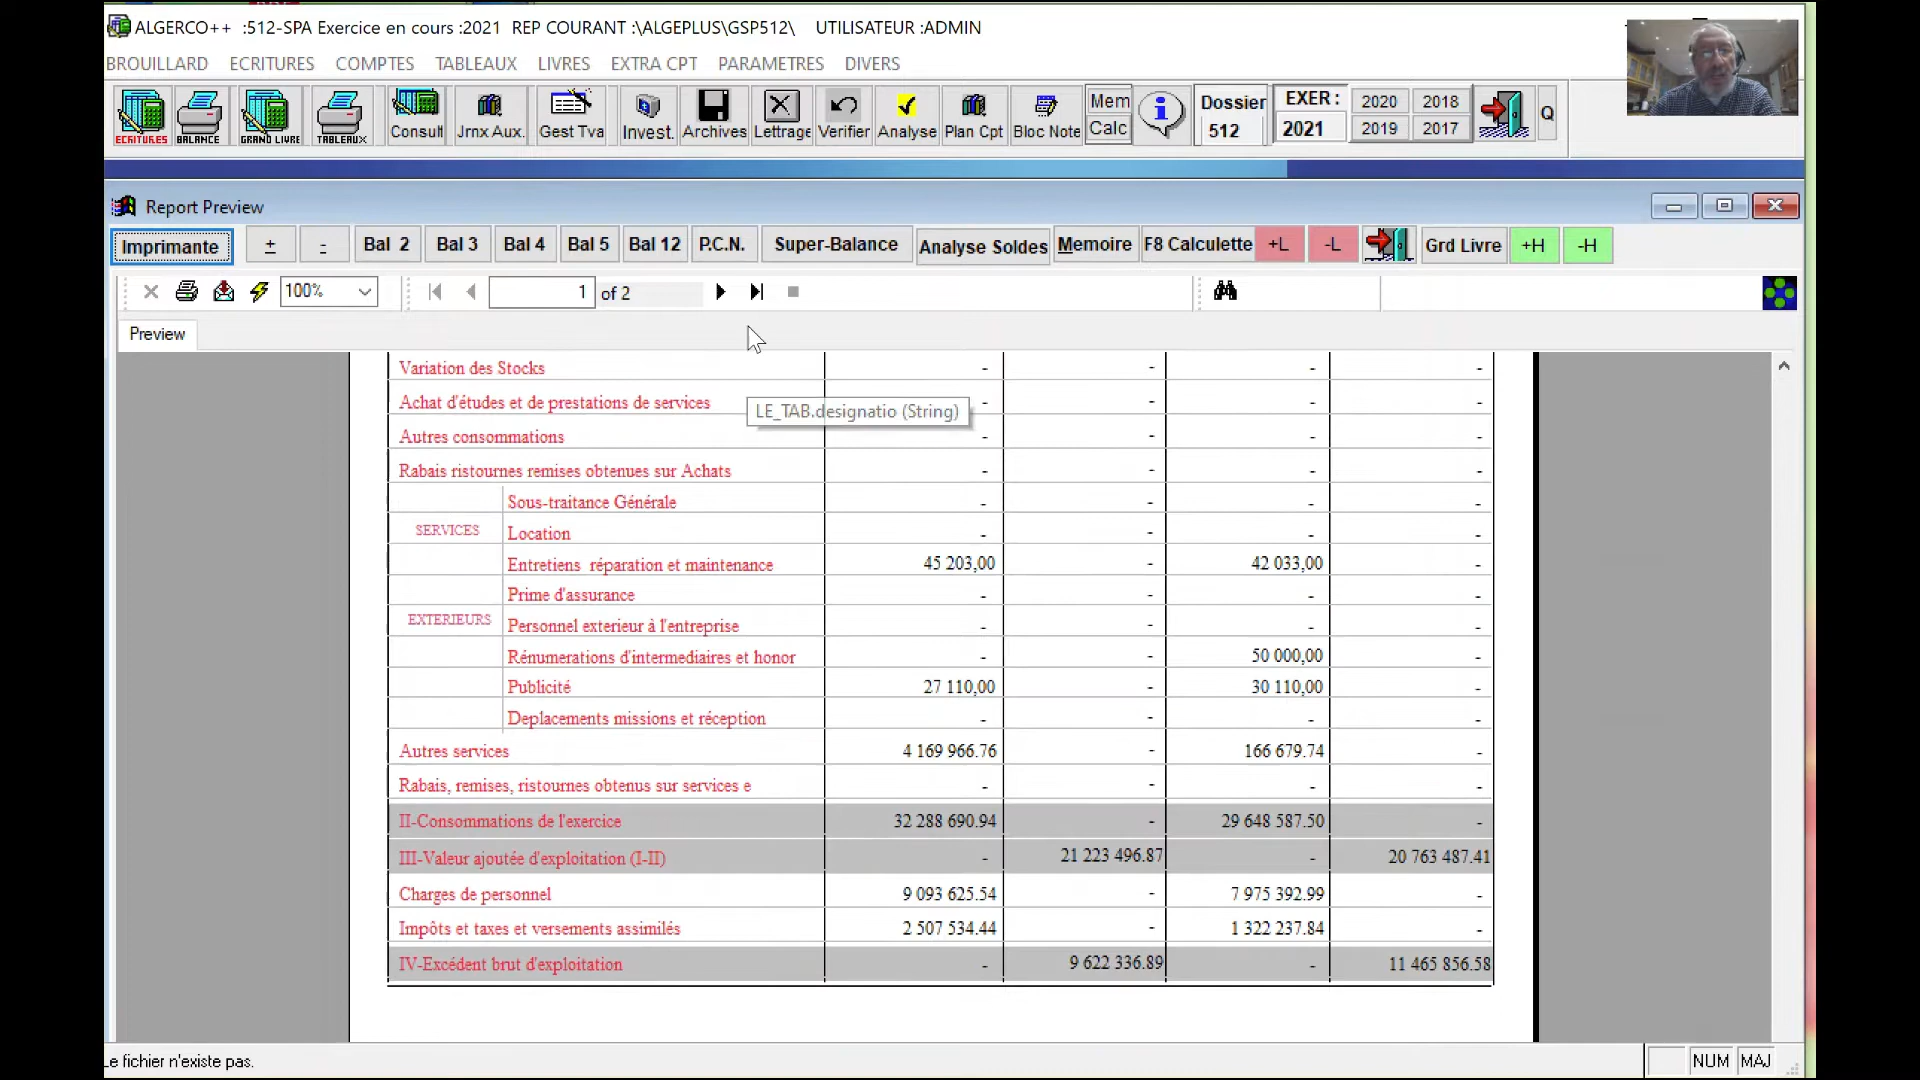 ALGERCO++ :512-SPA Exercice en cours :2021 REP COURANT :\ALGEPLUS\GSP512\ UTILISATEUR :ADMIN
BROUILLARD ECRITURES COMPTES TABLEAUX LIVRES EXTRA CPT PARAMETRES DIVERS
ECRITURES BALANCE GRAND LIVRE TABLEAUX Consult Jrnx Aux. Gest Tva Invest. Archives Lettrage Verifier Analyse Plan Cpt Bloc Note Mem Calc Dossier 512 EXER : 2021 2020 2018 2019 2017 Q
Report Preview
Imprimante + - Bal 2 Bal 3 Bal 4 Bal 5 Bal 12 P.C.N. Super-Balance Analyse Soldes Memoire F8 Calculette +L -L Grd Livre +H -H
100% 1 of 2
Preview
Variation des Stocks - - - -
Achat d'études et de prestations de services - - - -
LE_TAB.designatio (String)
Autres consommations - - - -
Rabais ristournes remises obtenues sur Achats - - - -
Sous-traitance Générale - - - -
SERVICES Location - - - -
Entretiens réparation et maintenance 45 203,00 - 42 033,00 -
Prime d'assurance - - - -
EXTERIEURS Personnel exterieur à l'entreprise - - - -
Rénumerations d'intermediaires et honor - - 50 000,00 -
Publicité 27 110,00 - 30 110,00 -
Deplacements missions et réception - - - -
Autres services 4 169 966.76 - 166 679.74 -
Rabais, remises, ristournes obtenus sur services e - - - -
II-Consommations de l'exercice 32 288 690.94 - 29 648 587.50 -
III-Valeur ajoutée d'exploitation (I-II) - 21 223 496.87 - 20 763 487.41
Charges de personnel 9 093 625.54 - 7 975 392.99 -
Impôts et taxes et versements assimilés 2 507 534.44 - 1 322 237.84 -
IV-Excédent brut d'exploitation - 9 622 336.89 - 11 465 856.58
Le fichier n'existe pas. NUM MAJ